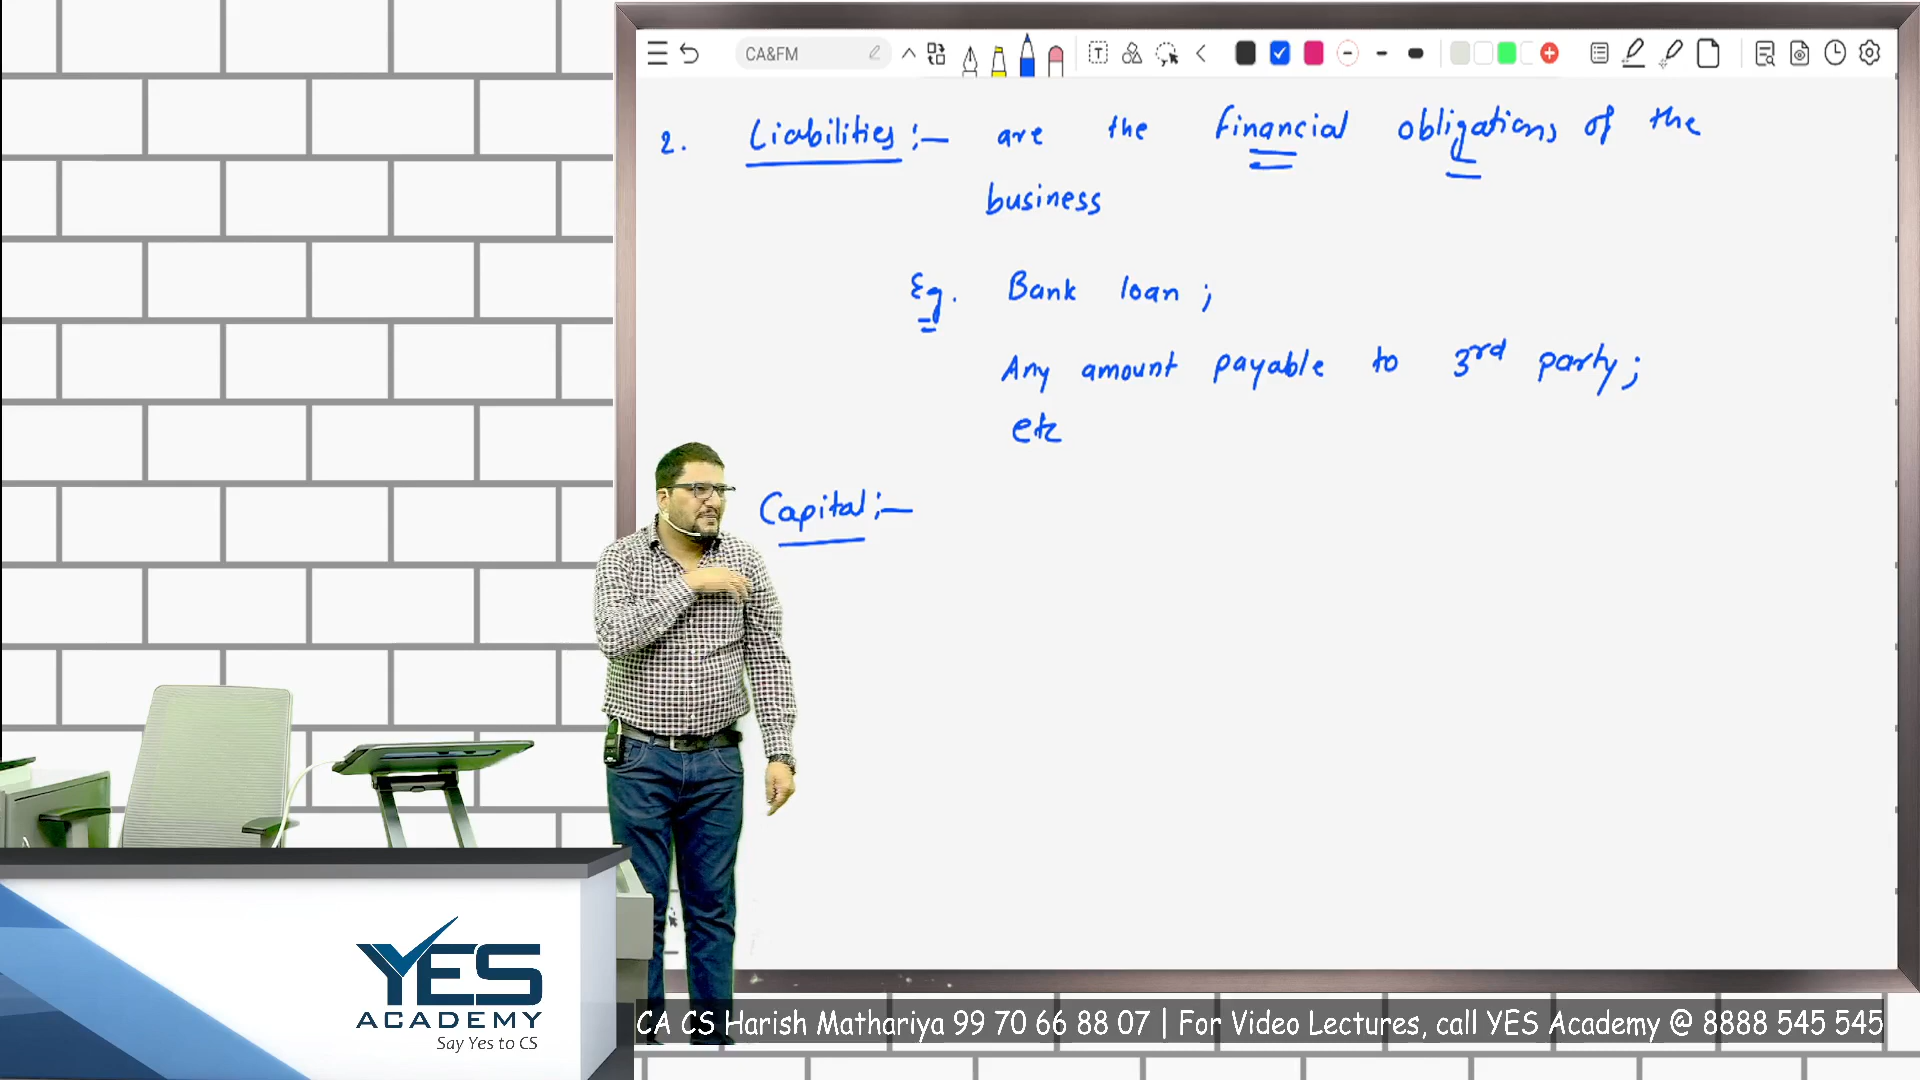 CA&FM
2. Liabilities :- are the financial obligations of the
business
Eg. Bank loan ;
Any amount payable to 3rd party ;
etc
Capital :-
YES
ACADEMY
Say Yes to CS
CA CS Harish Mathariya 99 70 66 88 07 | For Video Lectures, call YES Academy @ 8888 545 545